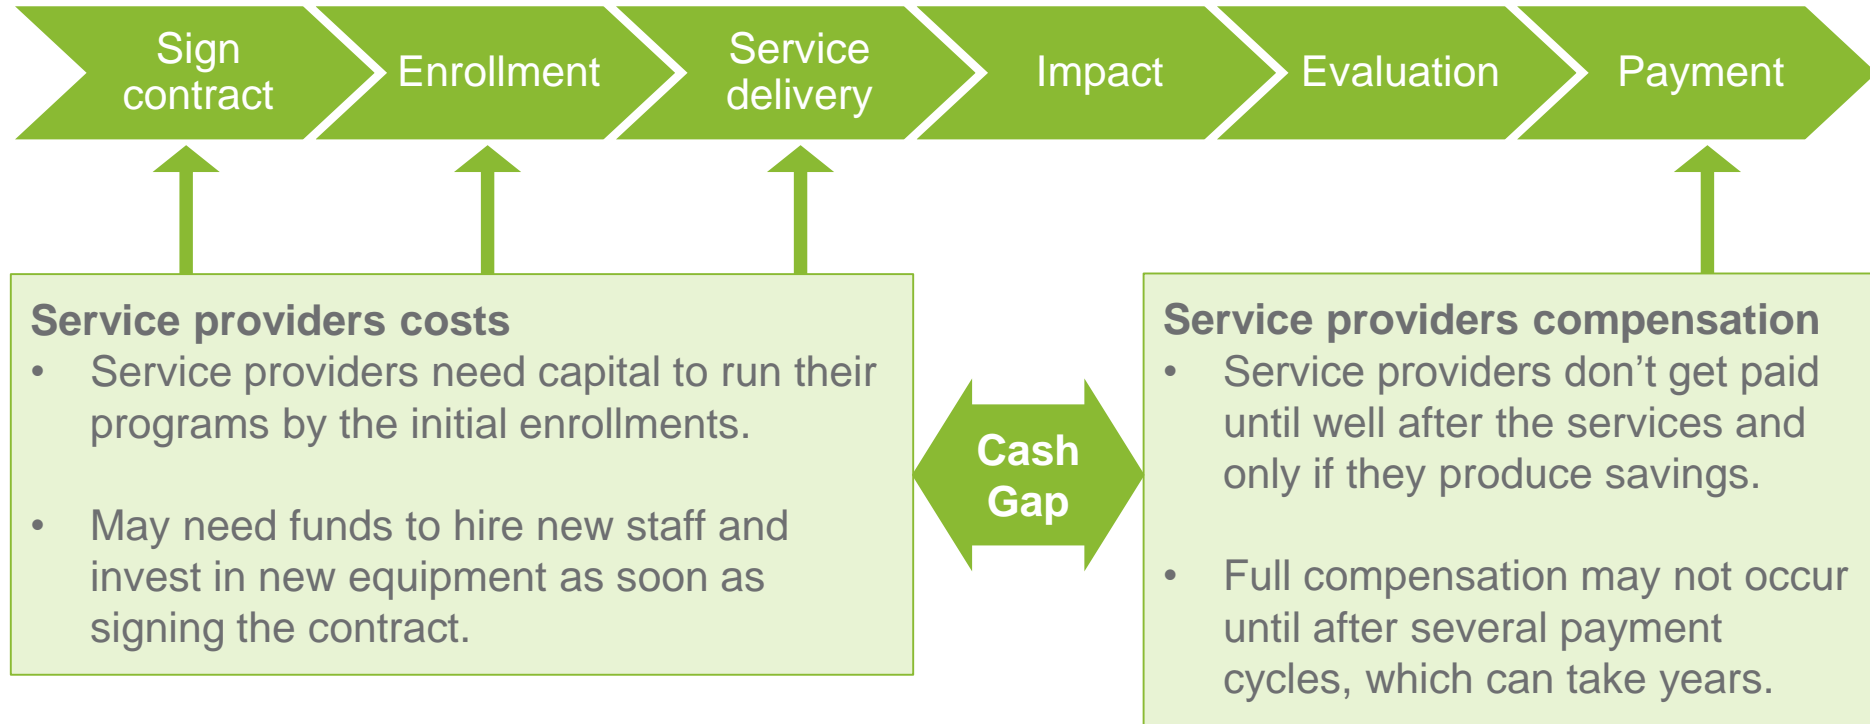 Sign
contract
Enrollment
Service
delivery
Impact
Evaluation
Payment
Service providers costs
• Service providers need capital to run their
programs by the initial enrollments.
• May need funds to hire new staff and
invest in new equipment as soon as
signing the contract.
Cash
Gap
Service providers compensation
• Service providers don’t get paid
until well after the services and
only if they produce savings.
• Full compensation may not occur
until after several payment
cycles, which can take years.